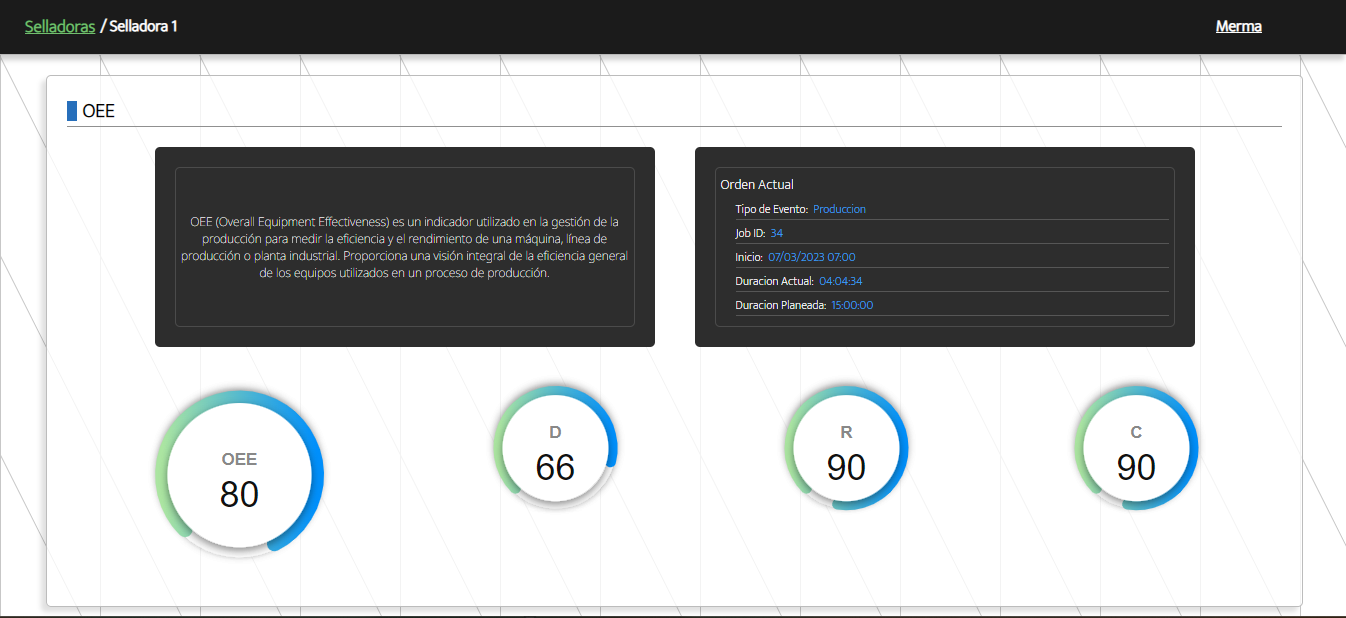 Selladoras / Selladora 1
Merma
OEE
OEE (Overall Equipment Effectiveness) es un indicador utilizado en la gestión de la
producción para medir la eficiencia y el rendimiento de una máquina, línea de
producción o planta industrial. Proporciona una visión integral de la eficiencia general
de los equipos utilizados en un proceso de producción.
Orden Actual
Tipo de Evento: Produccion
Job ID: 34
Inicio: 07/03/2023 07:00
Duracion Actual: 04:04:34
Duracion Planeada: 15:00:00
OEE
80
D
66
R
90
C
90